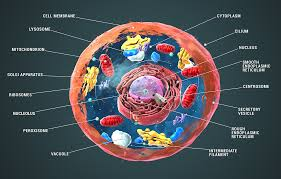 CELL MEMBRANE
LYSOSOME
MITOCHONDRION
GOLGI APPARATUS
RIBOSOMES
NUCLEOLUS
PEROXISOME
VACUOLE
CYTOPLASM
CILIUM
NUCLEUS
SMOOTH
ENDOPLASMIC
RETICULUM
CENTROSOME
SECRETORY
VESICLE
ROUGH
ENDOPLASMIC
RETICULUM
INTERMEDIATE
FILAMENT